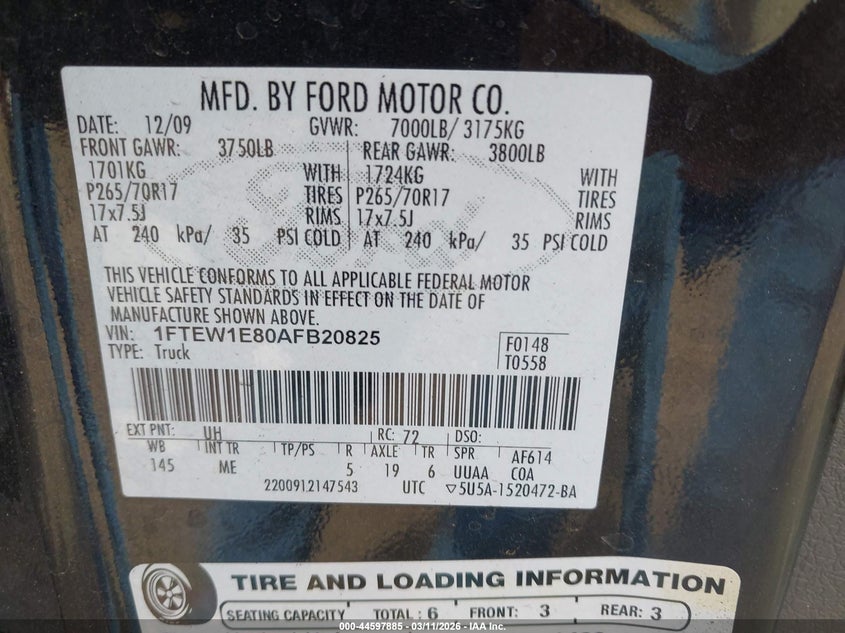 MFD. BY FORD MOTOR CO.
DATE: 12/09 GVWR: 7000LB/ 3175KG
FRONT GAWR: 3750LB REAR GAWR: 3800LB
1701KG WITH 1724KG WITH
P265/70R17 TIRES P265/70R17 TIRES
17x7.5J RIMS 17x7.5J RIMS
AT 240 kPa/ 35 PSI COLD AT 240 kPa/ 35 PSI COLD
THIS VEHICLE CONFORMS TO ALL APPLICABLE FEDERAL MOTOR
VEHICLE SAFETY STANDARDS IN EFFECT ON THE DATE OF
MANUFACTURE SHOWN ABOVE.
VIN: 1FTEW1E80AFB20825 F0148
TYPE: Truck T0558
EXT PNT: UH RC: 72 DSO:
WB INT TR TP/PS R AXLE TR SPR AF614
145 ME 5 19 6 UUAA COA
220091214​7543 UTC ▽5U5A-1520472-BA
TIRE AND LOADING INFORMATION
SEATING CAPACITY TOTAL : 6 FRONT: 3 REAR: 3
000-44597885 - 03/11/2026 - IAA Inc.